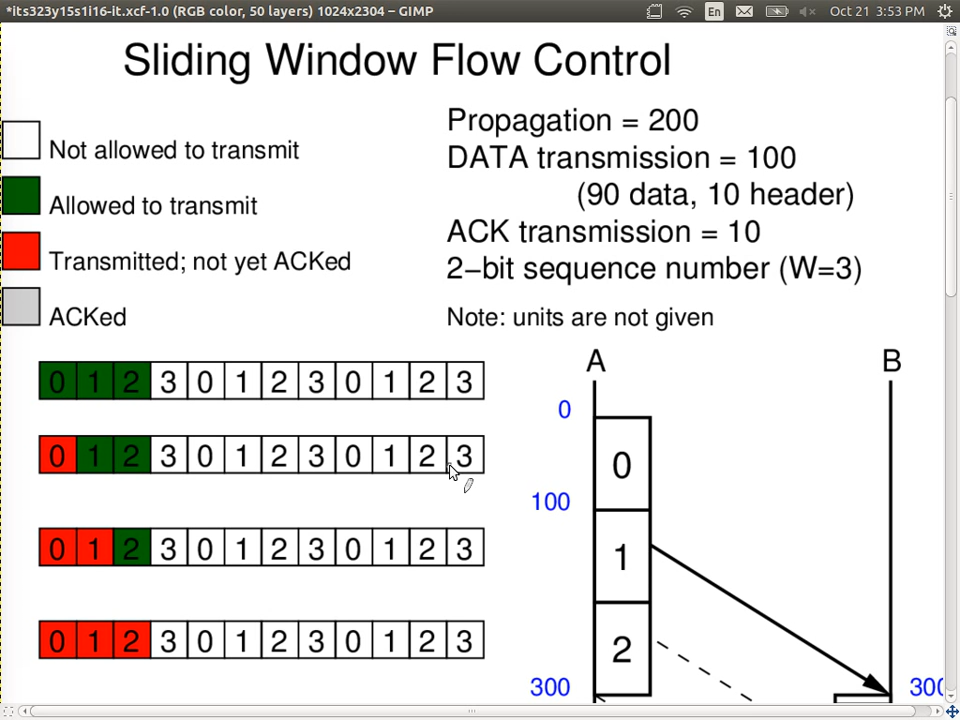 *its323y15s1i16-it.xcf-1.0 (RGB color, 50 layers) 1024x2304 – GIMP
En
Oct 21 3:53 PM
Sliding Window Flow Control
Not allowed to transmit
Allowed to transmit
Transmitted; not yet ACKed
ACKed
Propagation = 200
DATA transmission = 100
(90 data, 10 header)
ACK transmission = 10
2−bit sequence number (W=3)
Note: units are not given
0 1 2 3 0 1 2 3 0 1 2 3
0 1 2 3 0 1 2 3 0 1 2 3
0 1 2 3 0 1 2 3 0 1 2 3
0 1 2 3 0 1 2 3 0 1 2 3
A
B
0
0
100
1
2
300
300